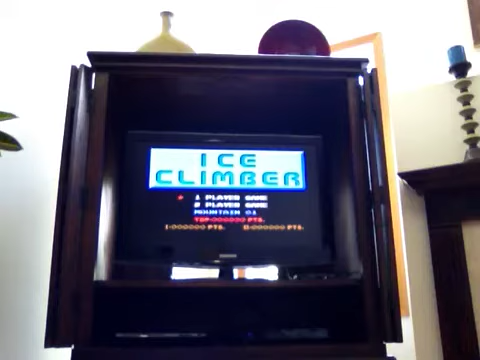 ICE
CLIMBER
1 PLAYER GAME
2 PLAYER GAME
MOUNTAIN 01
TOP-000000 PTS.
I-000000 PTS. II-000000 PTS.